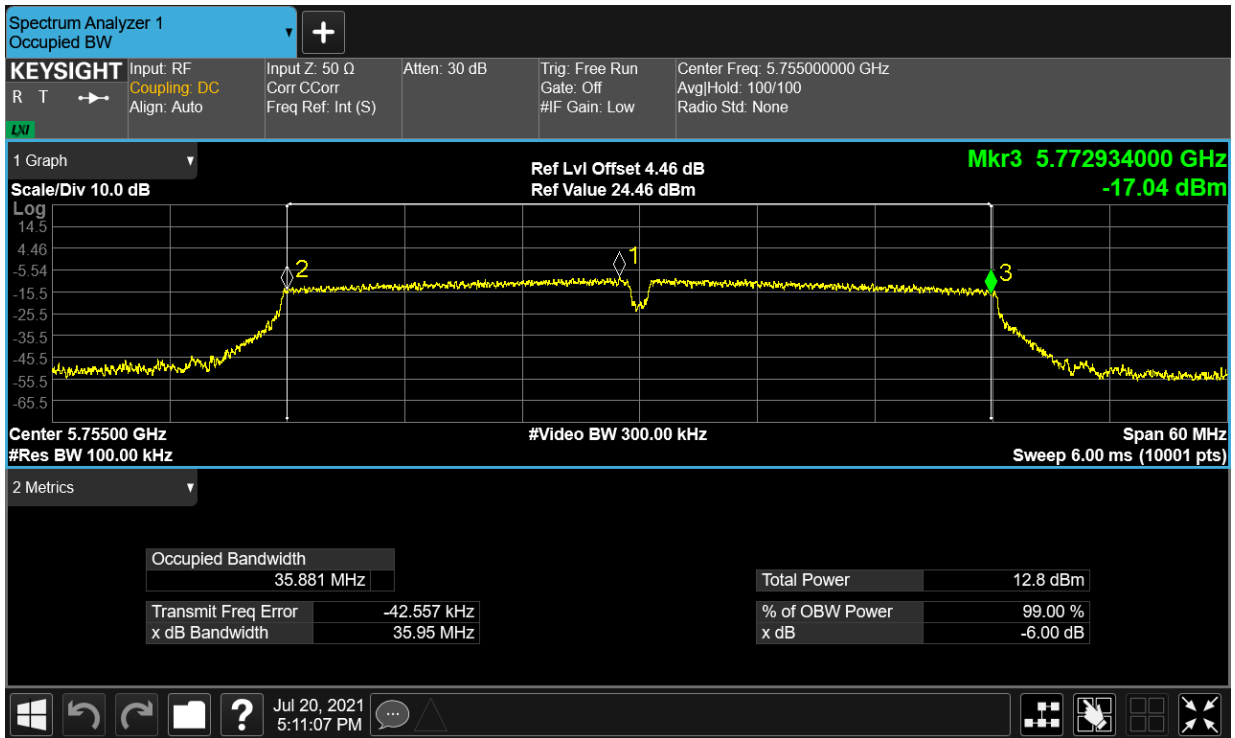 Spectrum Analyzer 1
Occupied BW
KEYSIGHT
R T
LXI
Input: RF
Coupling: DC
Align: Auto
Input Z: 50 Ω
Corr CCorr
Freq Ref: Int (S)
Atten: 30 dB
Trig: Free Run
Gate: Off
#IF Gain: Low
Center Freq: 5.755000000 GHz
Avg|Hold: 100/100
Radio Std: None
1 Graph
Scale/Div 10.0 dB
Ref Lvl Offset 4.46 dB
Ref Value 24.46 dBm
Mkr3 5.772934000 GHz
-17.04 dBm
Log
14.5
4.46
-5.54
-15.5
-25.5
-35.5
-45.5
-55.5
-65.5
2
1
3
Center 5.75500 GHz
#Video BW 300.00 kHz
Span 60 MHz
#Res BW 100.00 kHz
Sweep 6.00 ms (10001 pts)
2 Metrics
Occupied Bandwidth
35.881 MHz
Transmit Freq Error -42.557 kHz
x dB Bandwidth 35.95 MHz
Total Power 12.8 dBm
% of OBW Power 99.00 %
x dB -6.00 dB
?
Jul 20, 2021
5:11:07 PM